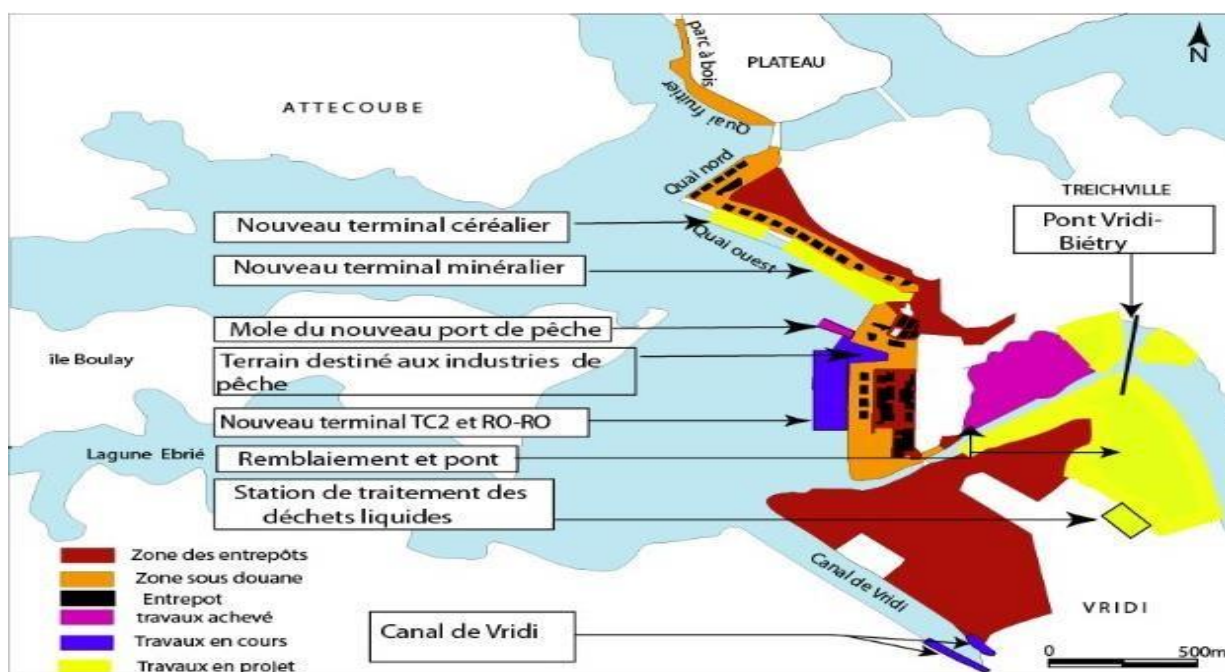 parc à bois
PLATEAU
N
ATTECOUBE
Quai fruitier
Quai nord
TREICHVILLE
Nouveau terminal céréalier
Pont Vridi-
Biétry
Quai ouest
Nouveau terminal minéralier
Mole du nouveau port de pêche
île Boulay
Terrain destiné aux industries de
pêche
Nouveau terminal TC2 et RO-RO
Lagune Ebrié
Remblaiement et pont
Station de traitement des
déchets liquides
Zone des entrepôts
Zone sous douane
Entrepot
travaux achevé
Travaux en cours
Travaux en projet
Canal de Vridi
Canal de Vridi
VRIDI
0 500m